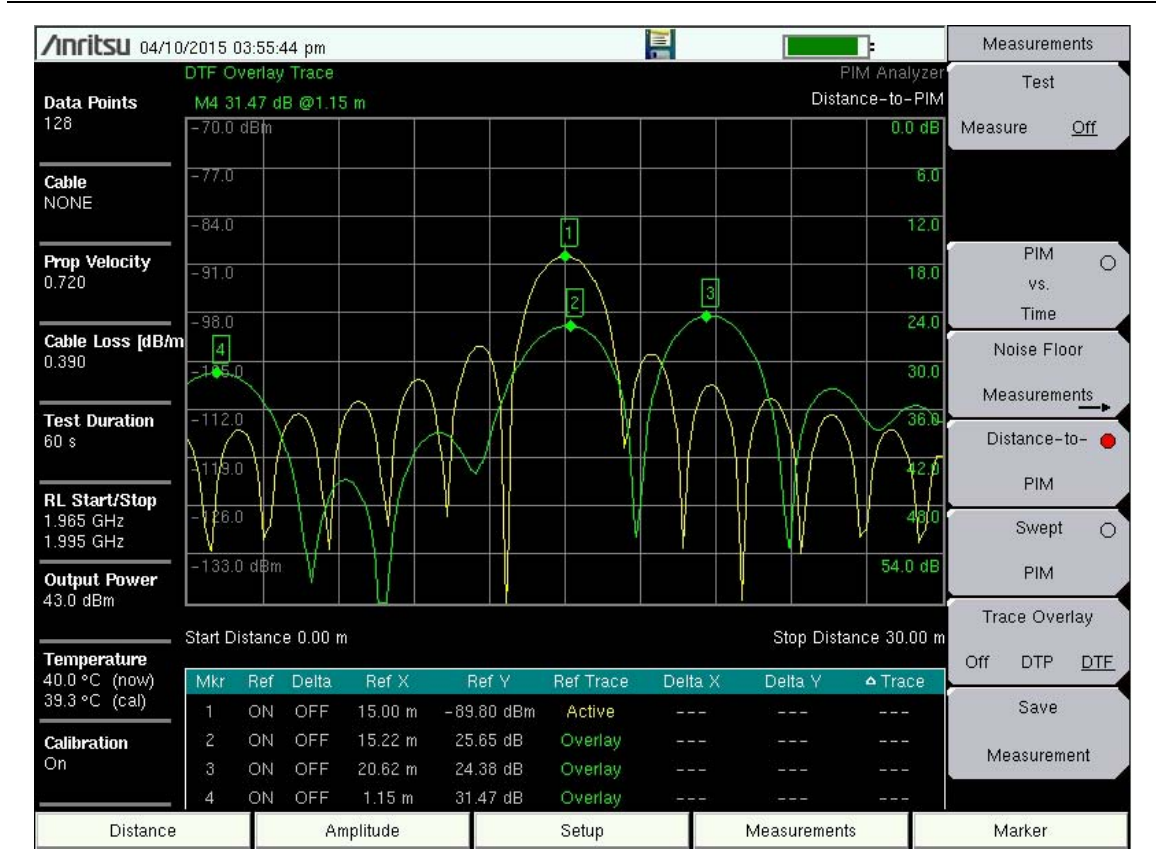 /inritsu 04/10/2015 03:55:44 pm
DTF Overlay Trace
PIM Analyzer
M4 31.47 dB @1.15 m
Distance-to-PIM
Data Points
128
Cable
NONE
Prop Velocity
0.720
Cable Loss [dB/m
0.390
Test Duration
60 s
RL Start/Stop
1.965 GHz
1.995 GHz
Output Power
43.0 dBm
Temperature
40.0 °C (now)
39.3 °C (cal)
Calibration
On
-70.0 dBm
0.0 dB
-77.0
6.0
-84.0
12.0
-91.0
18.0
-98.0
24.0
-105.0
30.0
-112.0
36.0
-119.0
42.0
-126.0
48.0
-133.0 dBm
54.0 dB
1
2
3
4
Start Distance 0.00 m
Stop Distance 30.00 m
Mkr Ref Delta Ref X Ref Y Ref Trace Delta X Delta Y △ Trace
1 ON OFF 15.00 m -89.80 dBm Active --- --- ---
2 ON OFF 15.22 m 25.65 dB Overlay --- --- ---
3 ON OFF 20.62 m 24.38 dB Overlay --- --- ---
4 ON OFF 1.15 m 31.47 dB Overlay --- --- ---
Measurements
Test
Measure Off
PIM
vs.
Time
Noise Floor
Measurements
Distance-to-
PIM
Swept
PIM
Trace Overlay
Off DTP DTF
Save
Measurement
Distance
Amplitude
Setup
Measurements
Marker